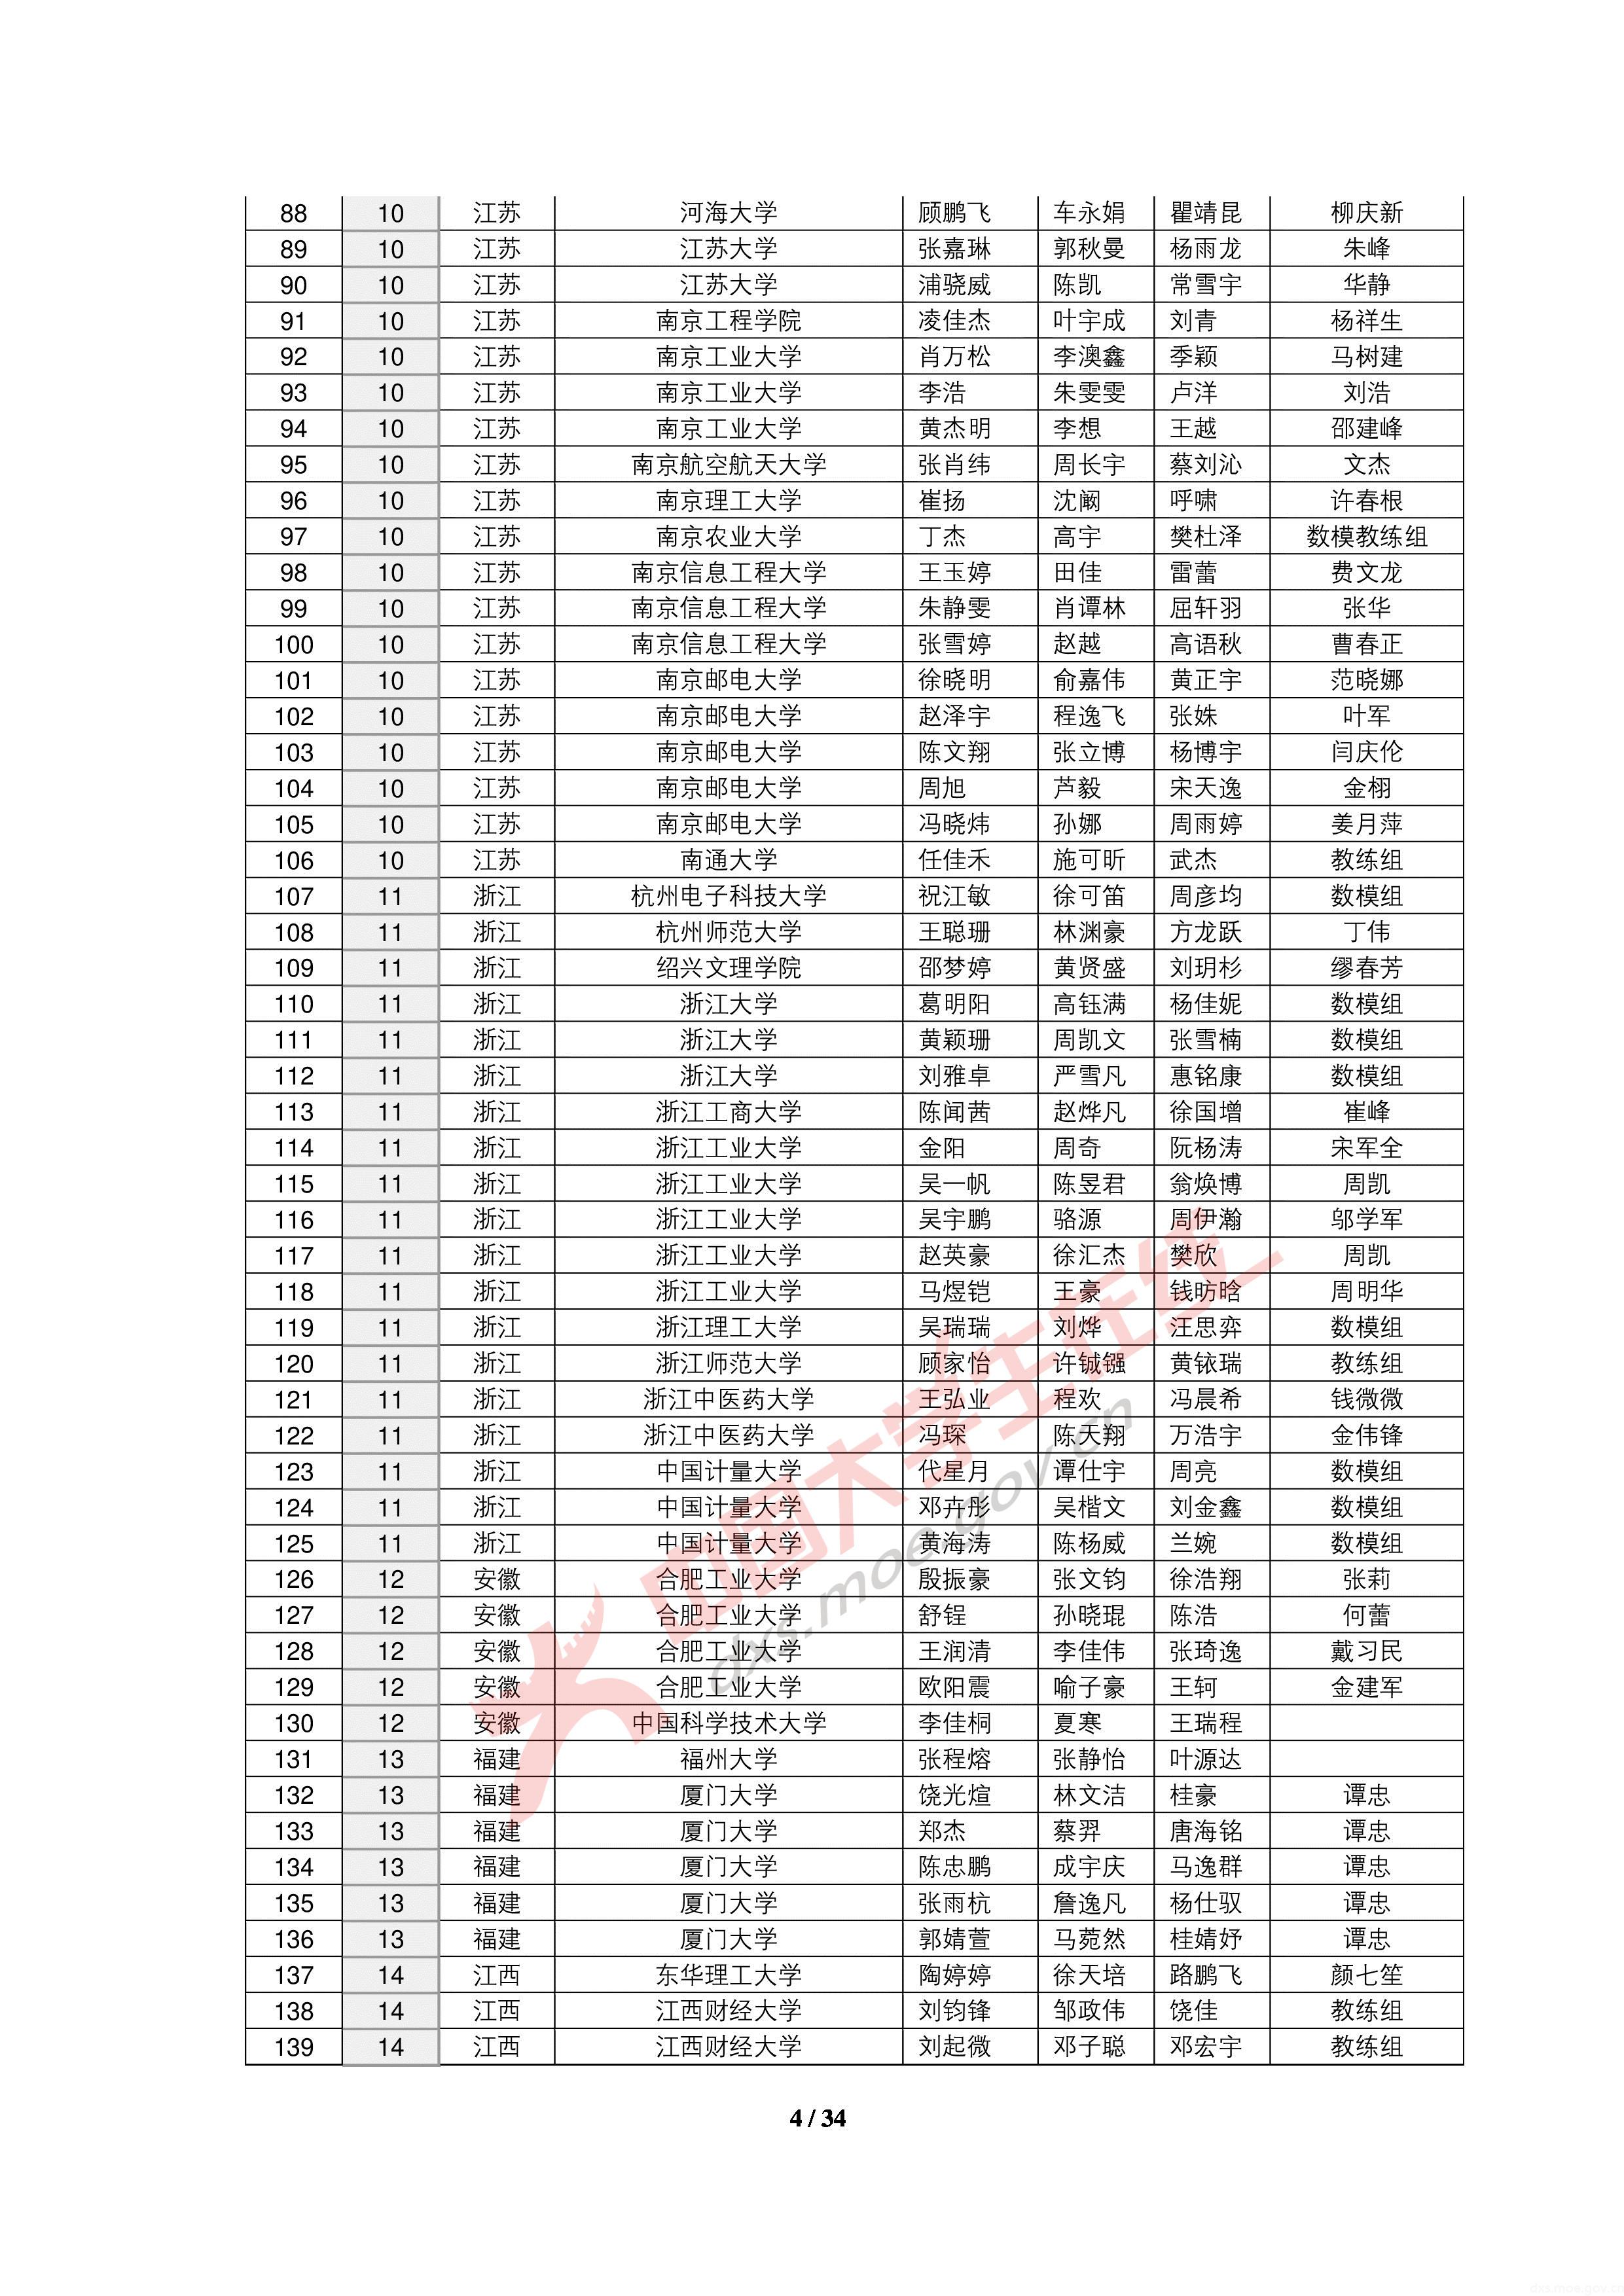 88 10 江苏 河海大学 顾鹏飞 车永娟 瞿靖昆 柳庆新
89 10 江苏 江苏大学 张嘉琳 郭秋曼 杨雨龙 朱峰
90 10 江苏 江苏大学 浦骁威 陈凯 常雪宇 华静
91 10 江苏 南京工程学院 凌佳杰 叶宇成 刘青 杨祥生
92 10 江苏 南京工业大学 肖万松 李澳鑫 季颖 马树建
93 10 江苏 南京工业大学 李浩 朱雯雯 卢洋 刘浩
94 10 江苏 南京工业大学 黄杰明 李想 王越 邵建峰
95 10 江苏 南京航空航天大学 张肖纬 周长宇 蔡刘沁 文杰
96 10 江苏 南京理工大学 崔扬 沈阚 呼啸 许春根
97 10 江苏 南京农业大学 丁杰 高宇 樊杜泽 数模教练组
98 10 江苏 南京信息工程大学 王玉婷 田佳 雷蕾 费文龙
99 10 江苏 南京信息工程大学 朱静雯 肖谭林 屈轩羽 张华
100 10 江苏 南京信息工程大学 张雪婷 赵越 高语秋 曹春正
101 10 江苏 南京邮电大学 徐晓明 俞嘉伟 黄正宇 范晓娜
102 10 江苏 南京邮电大学 赵泽宇 程逸飞 张姝 叶军
103 10 江苏 南京邮电大学 陈文翔 张立博 杨博宇 闫庆伦
104 10 江苏 南京邮电大学 周旭 芦毅 宋天逸 金栩
105 10 江苏 南京邮电大学 冯晓炜 孙娜 周雨婷 姜月萍
106 10 江苏 南通大学 任佳禾 施可昕 武杰 教练组
107 11 浙江 杭州电子科技大学 祝江敏 徐可笛 周彦均 数模组
108 11 浙江 杭州师范大学 王聪珊 林渊豪 方龙跃 丁伟
109 11 浙江 绍兴文理学院 邵梦婷 黄贤盛 刘玥杉 缪春芳
110 11 浙江 浙江大学 葛明阳 高钰满 杨佳妮 数模组
111 11 浙江 浙江大学 黄颖珊 周凯文 张雪楠 数模组
112 11 浙江 浙江大学 刘雅卓 严雪凡 惠铭康 数模组
113 11 浙江 浙江工商大学 陈闻茜 赵烨凡 徐国增 崔峰
114 11 浙江 浙江工业大学 金阳 周奇 阮杨涛 宋军全
115 11 浙江 浙江工业大学 吴一帆 陈昱君 翁焕博 周凯
116 11 浙江 浙江工业大学 吴宇鹏 骆源 周伊瀚 邬学军
117 11 浙江 浙江工业大学 赵英豪 徐汇杰 樊欣 周凯
118 11 浙江 浙江工业大学 马煜铠 王豪 钱昉晗 周明华
119 11 浙江 浙江理工大学 吴瑞瑞 刘烨 汪思弈 数模组
120 11 浙江 浙江师范大学 顾家怡 许铖镪 黄铱瑞 教练组
121 11 浙江 浙江中医药大学 王弘业 程欢 冯晨希 钱微微
122 11 浙江 浙江中医药大学 冯琛 陈天翔 万浩宇 金伟锋
123 11 浙江 中国计量大学 代星月 谭仕宇 周亮 数模组
124 11 浙江 中国计量大学 邓卉彤 吴楷文 刘金鑫 数模组
125 11 浙江 中国计量大学 黄海涛 陈杨威 兰婉 数模组
126 12 安徽 合肥工业大学 殷振豪 张文钧 徐浩翔 张莉
127 12 安徽 合肥工业大学 舒锃 孙晓琨 陈浩 何蕾
128 12 安徽 合肥工业大学 王润清 李佳伟 张琦逸 戴习民
129 12 安徽 合肥工业大学 欧阳震 喻子豪 王轲 金建军
130 12 安徽 中国科学技术大学 李佳桐 夏寒 王瑞程
131 13 福建 福州大学 张程熔 张静怡 叶源达
132 13 福建 厦门大学 饶光煊 林文洁 桂豪 谭忠
133 13 福建 厦门大学 郑杰 蔡羿 唐海铭 谭忠
134 13 福建 厦门大学 陈忠鹏 成宇庆 马逸群 谭忠
135 13 福建 厦门大学 张雨杭 詹逸凡 杨仕驭 谭忠
136 13 福建 厦门大学 郭婧萱 马菀然 桂婧妤 谭忠
137 14 江西 东华理工大学 陶婷婷 徐天培 路鹏飞 颜七笙
138 14 江西 江西财经大学 刘钧锋 邹政伟 饶佳 教练组
139 14 江西 江西财经大学 刘起微 邓子聪 邓宏宇 教练组
中国大学生在线
dxs.moe.gov.cn
4 / 34
dxs.moe.gov.cn